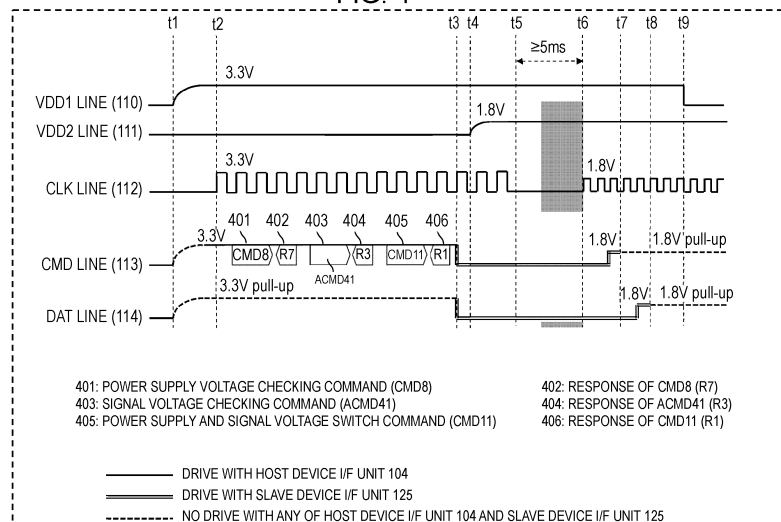 t1 t2 t3 t4 t5 t6 t7 t8 t9
≥5ms
3.3V
VDD1 LINE (110)
1.8V
VDD2 LINE (111)
3.3V 1.8V
CLK LINE (112)
401 402 403 404 405 406
3.3V 1.8V 1.8V pull-up
CMD8 R7 R3 CMD11 R1
CMD LINE (113)
ACMD41
3.3V pull-up 1.8V 1.8V pull-up
DAT LINE (114)
401: POWER SUPPLY VOLTAGE CHECKING COMMAND (CMD8) 402: RESPONSE OF CMD8 (R7)
403: SIGNAL VOLTAGE CHECKING COMMAND (ACMD41) 404: RESPONSE OF ACMD41 (R3)
405: POWER SUPPLY AND SIGNAL VOLTAGE SWITCH COMMAND (CMD11) 406: RESPONSE OF CMD11 (R1)
DRIVE WITH HOST DEVICE I/F UNIT 104
DRIVE WITH SLAVE DEVICE I/F UNIT 125
NO DRIVE WITH ANY OF HOST DEVICE I/F UNIT 104 AND SLAVE DEVICE I/F UNIT 125